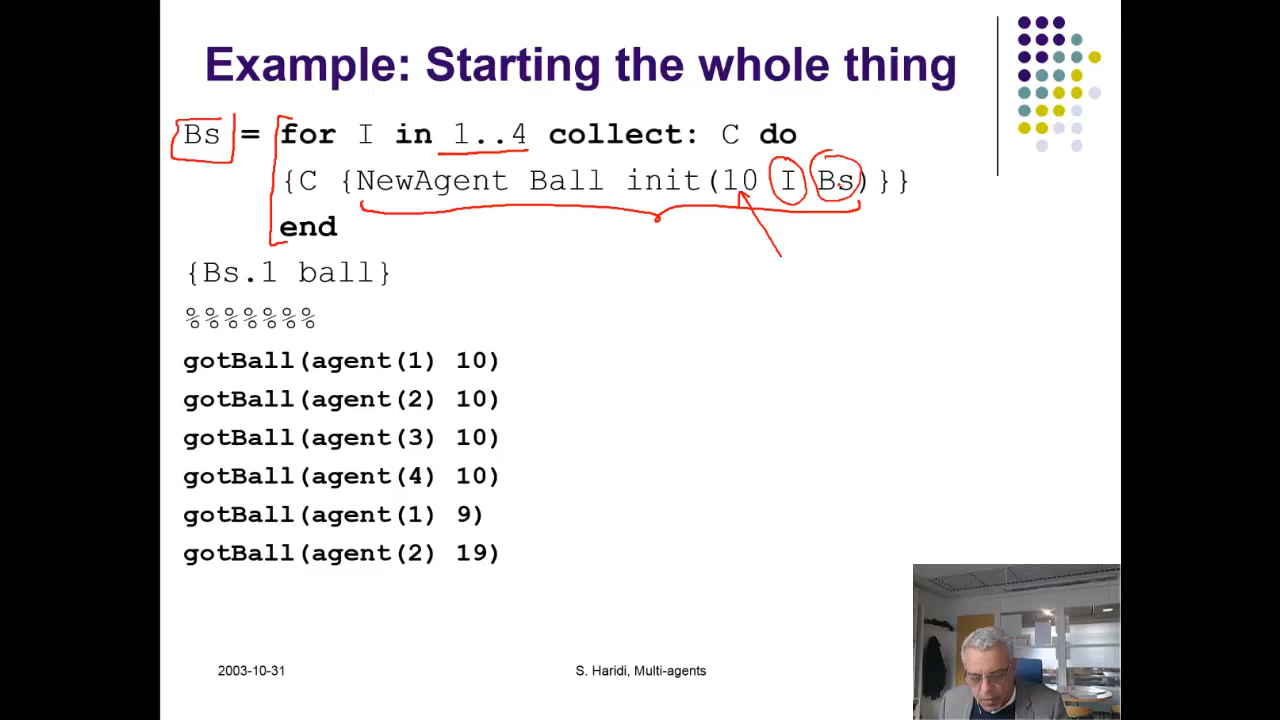 Example: Starting the whole thing
Bs = for I in 1..4 collect: C do
{C {NewAgent Ball init(10 I Bs)}}
end
{Bs.1 ball}
%%%%%%%
gotBall(agent(1) 10)
gotBall(agent(2) 10)
gotBall(agent(3) 10)
gotBall(agent(4) 10)
gotBall(agent(1) 9)
gotBall(agent(2) 19)
2003-10-31
S. Haridi, Multi-agents